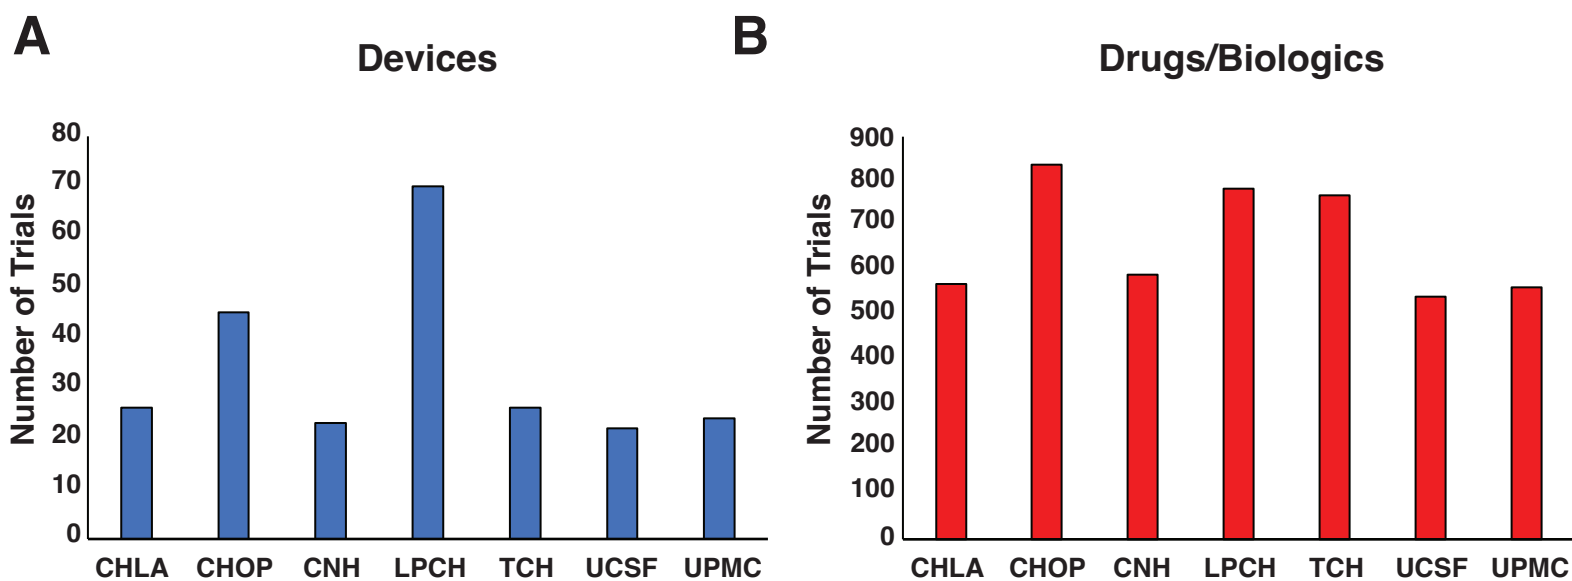 A
Devices
Number of Trials
80
70
60
50
40
30
20
10
0
CHLA CHOP CNH LPCH TCH UCSF UPMC
B
Drugs/Biologics
Number of Trials
900
800
700
600
500
400
300
200
100
0
CHLA CHOP CNH LPCH TCH UCSF UPMC